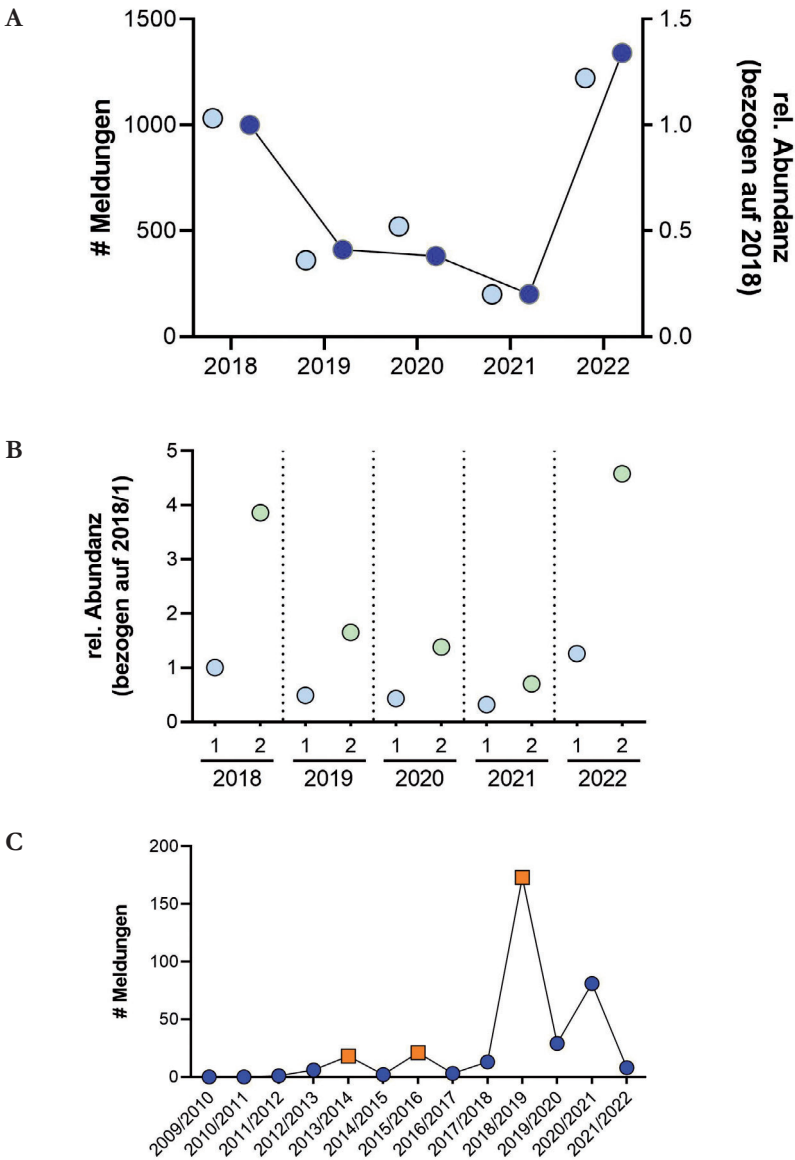 A
# Meldungen
1500
1000
500
0
1.5
1.0
0.5
0.0
rel. Abundanz
(bezogen auf 2018)
2018 2019 2020 2021 2022
B
rel. Abundanz
(bezogen auf 2018/1)
5
4
3
2
1
0
1 2 1 2 1 2 1 2 1 2
2018 2019 2020 2021 2022
C
# Meldungen
200
150
100
50
0
2009/2010
2010/2011
2011/2012
2012/2013
2013/2014
2014/2015
2015/2016
2016/2017
2017/2018
2018/2019
2019/2020
2020/2021
2021/2022